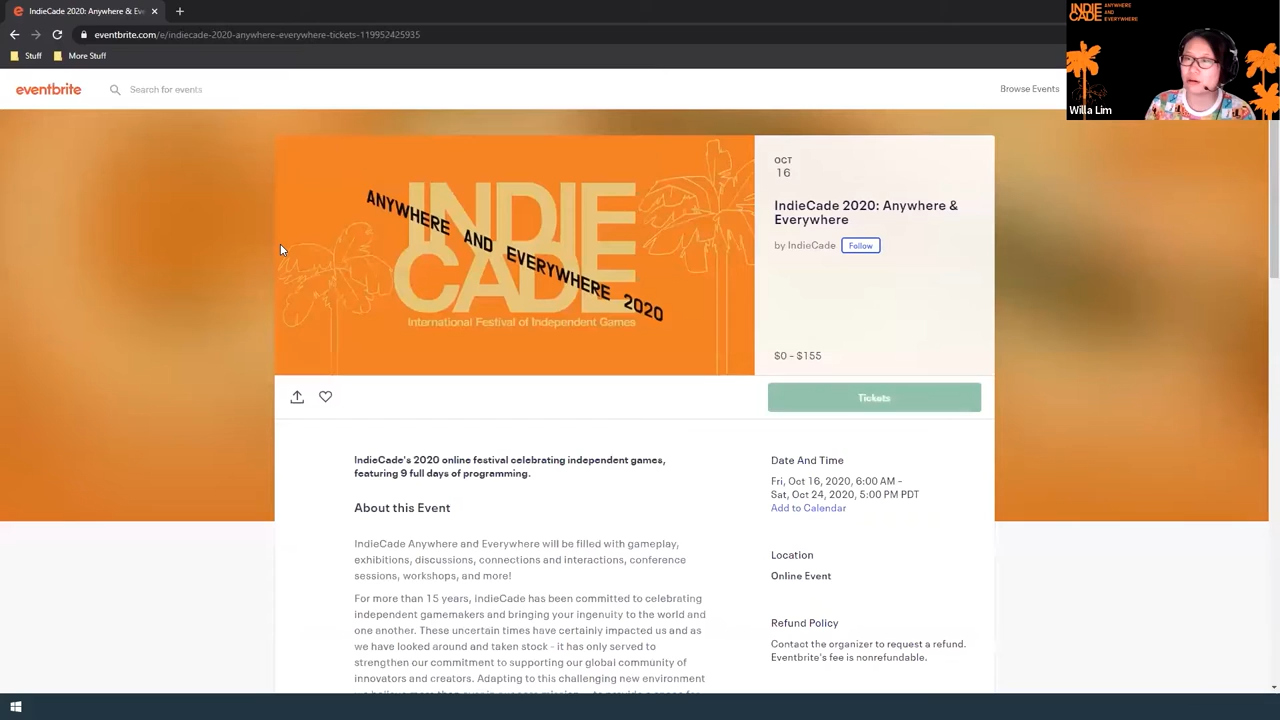 IndieCade 2020: Anywhere & Ev
eventbrite.com/e/indiecade-2020-anywhere-everywhere-tickets-119952425935
Stuff
More Stuff
INDIE CADE
ANYWHERE
AND
EVERYWHERE
Willa Lim
eventbrite
Search for events
Browse Events
INDIE
CADE
ANYWHERE AND EVERYWHERE 2020
International Festival of Independent Games
OCT
16
IndieCade 2020: Anywhere &
Everywhere
by IndieCade
Follow
$0 – $155
Tickets
IndieCade's 2020 online festival celebrating independent games,
featuring 9 full days of programming.
About this Event
IndieCade Anywhere and Everywhere will be filled with gameplay,
exhibitions, discussions, connections and interactions, conference
sessions, workshops, and more!
For more than 15 years, IndieCade has been committed to celebrating
independent gamemakers and bringing your ingenuity to the world and
one another. These uncertain times have certainly impacted us and as
we have looked around and taken stock - it has only served to
strengthen our commitment to supporting our global community of
innovators and creators. Adapting to this challenging new environment
Date And Time
Fri, Oct 16, 2020, 6:00 AM –
Sat, Oct 24, 2020, 5:00 PM PDT
Add to Calendar
Location
Online Event
Refund Policy
Contact the organizer to request a refund.
Eventbrite's fee is nonrefundable.